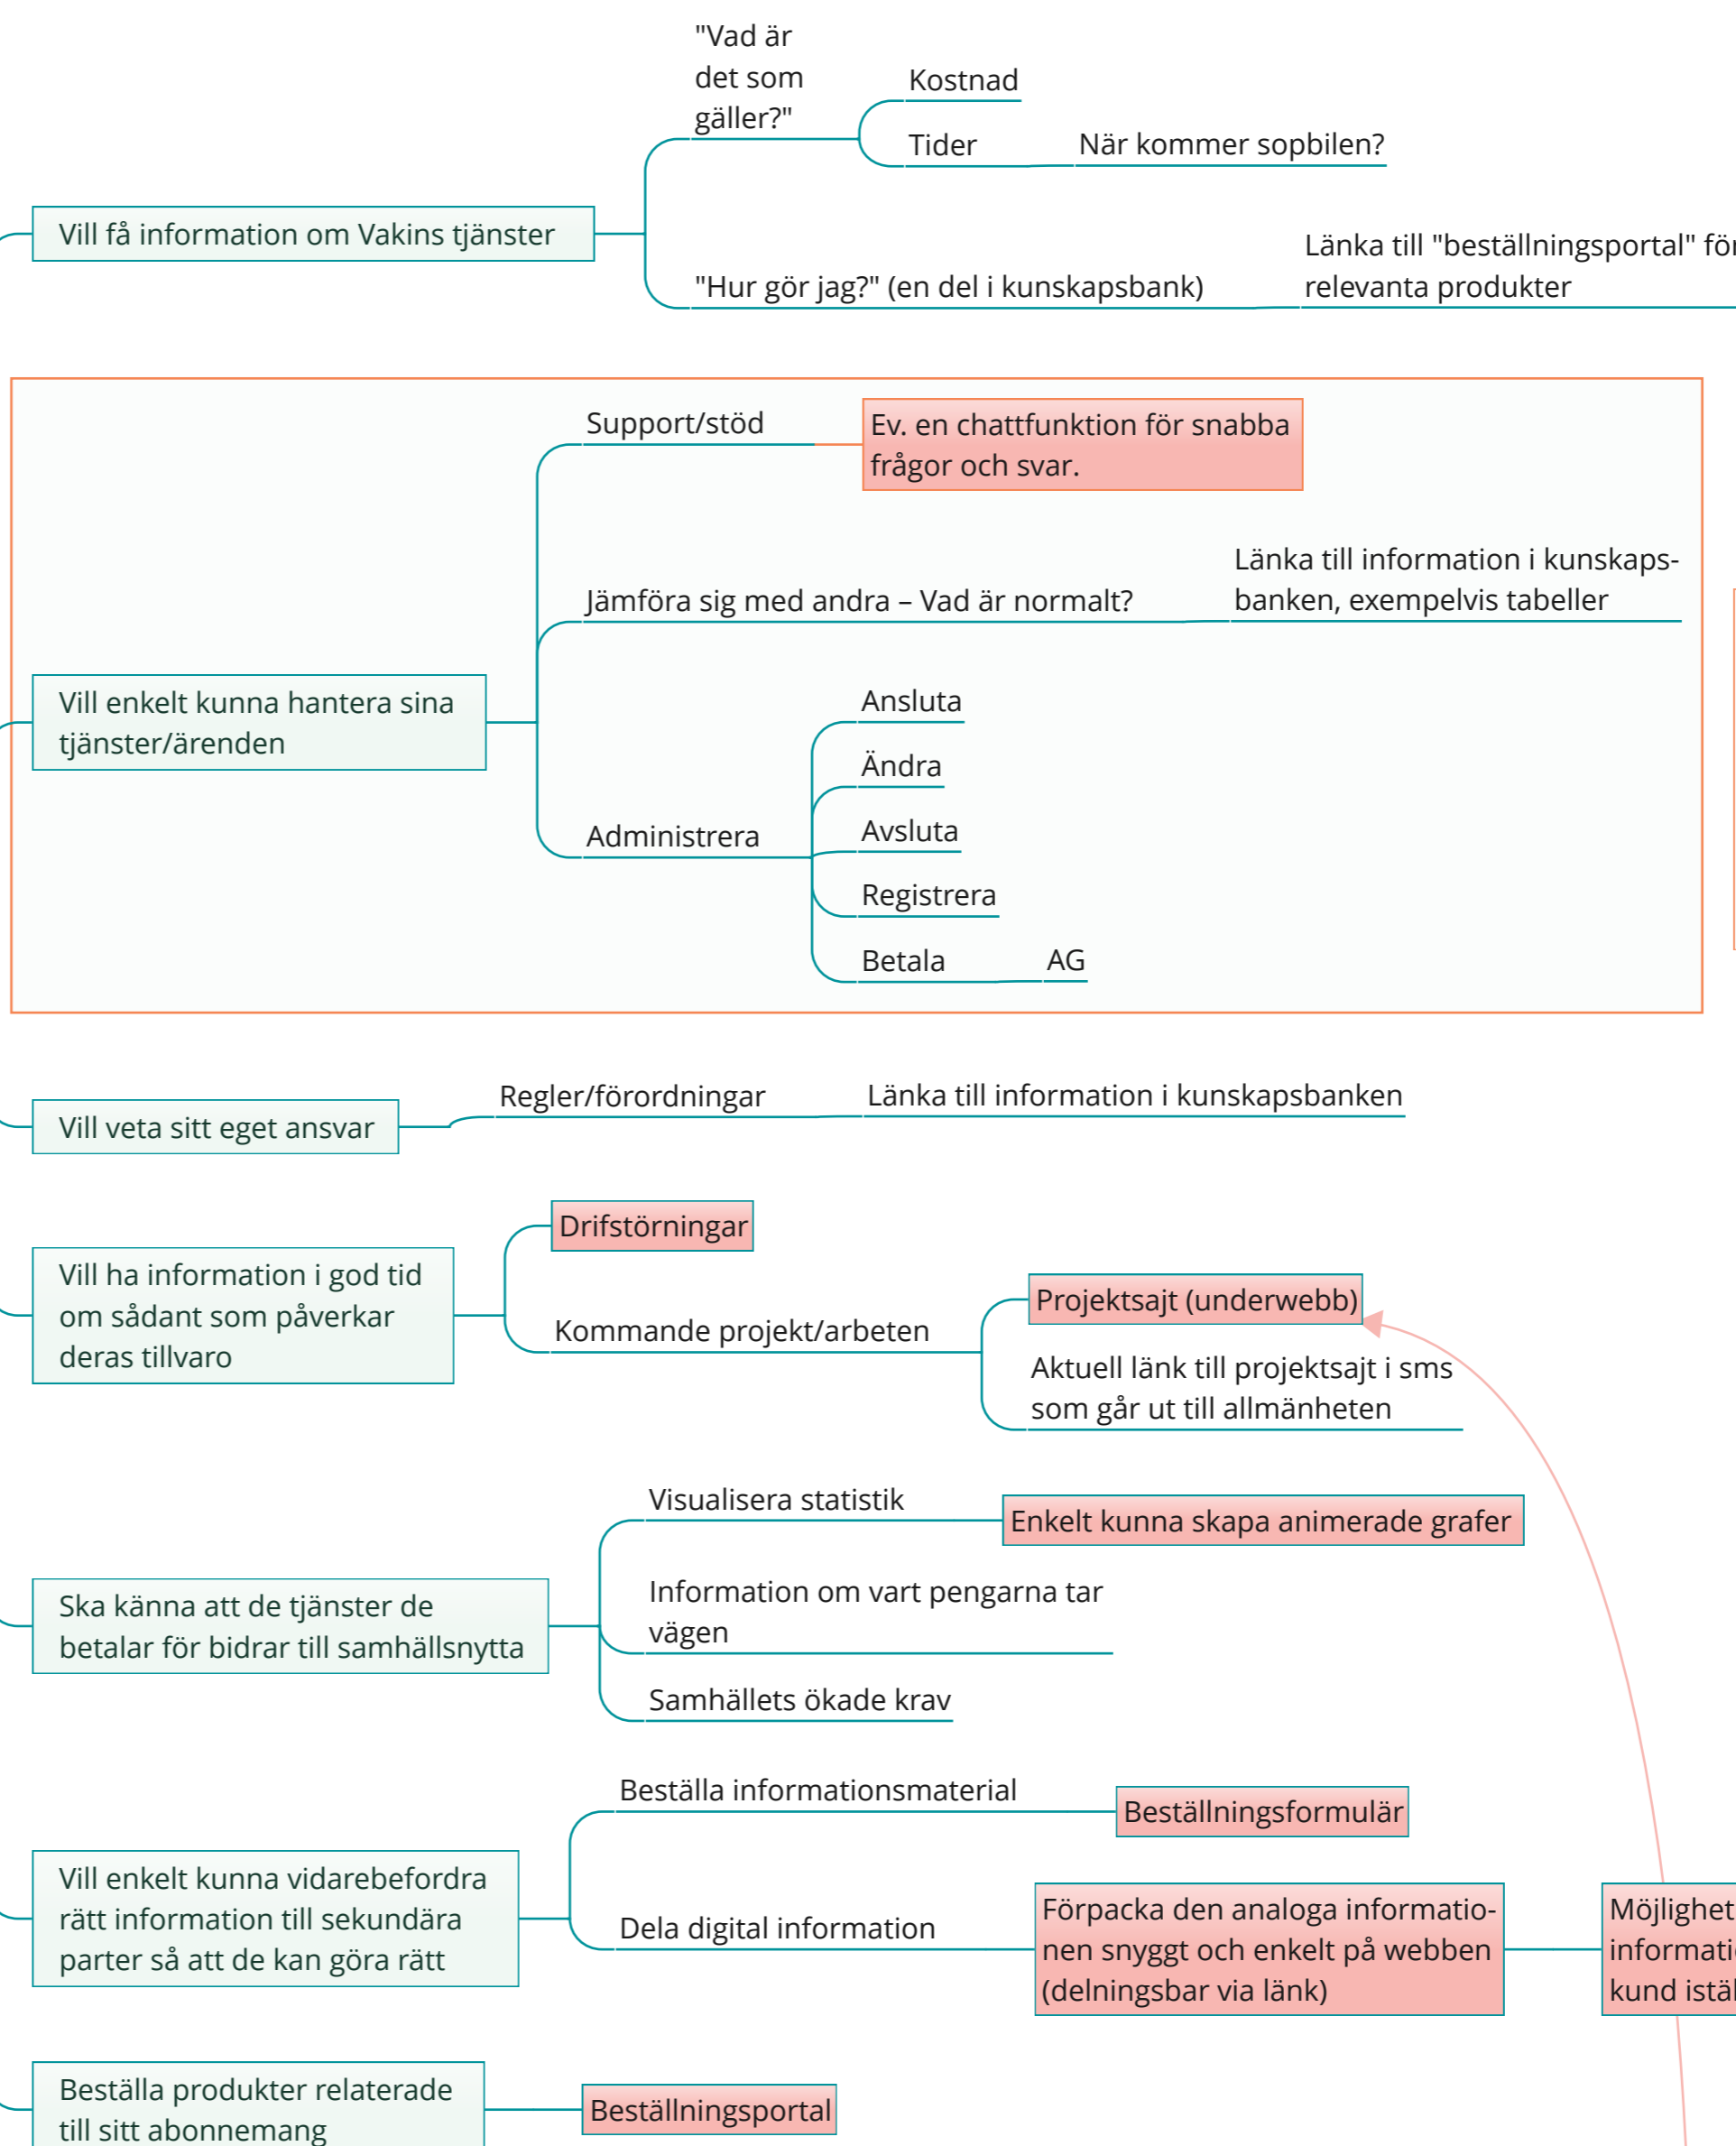 "Vad är
det som
gäller?"
Kostnad
Tider
När kommer sopbilen?
Vill få information om Vakins tjänster
"Hur gör jag?" (en del i kunskapsbank)
Länka till "beställningsportal" för
relevanta produkter
Support/stöd
Ev. en chattfunktion för snabba
frågor och svar.
Jämföra sig med andra – Vad är normalt?
Länka till information i kunskaps-
banken, exempelvis tabeller
Vill enkelt kunna hantera sina
tjänster/ärenden
Administrera
Ansluta
Ändra
Avsluta
Registrera
Betala
AG
Vill veta sitt eget ansvar
Regler/förordningar
Länka till information i kunskapsbanken
Vill ha information i god tid
om sådant som påverkar
deras tillvaro
Drifstörningar
Kommande projekt/arbeten
Projektsajt (underwebb)
Aktuell länk till projektsajt i sms
som går ut till allmänheten
Ska känna att de tjänster de
betalar för bidrar till samhällsnytta
Visualisera statistik
Enkelt kunna skapa animerade grafer
Information om vart pengarna tar
vägen
Samhällets ökade krav
Vill enkelt kunna vidarebefordra
rätt information till sekundära
parter så att de kan göra rätt
Beställa informationsmaterial
Beställningsformulär
Dela digital information
Förpacka den analoga informatio-
nen snyggt och enkelt på webben
(delningsbar via länk)
Möjlighet
kund
Beställa produkter relaterade
till sitt abonnemang
Beställningsportal